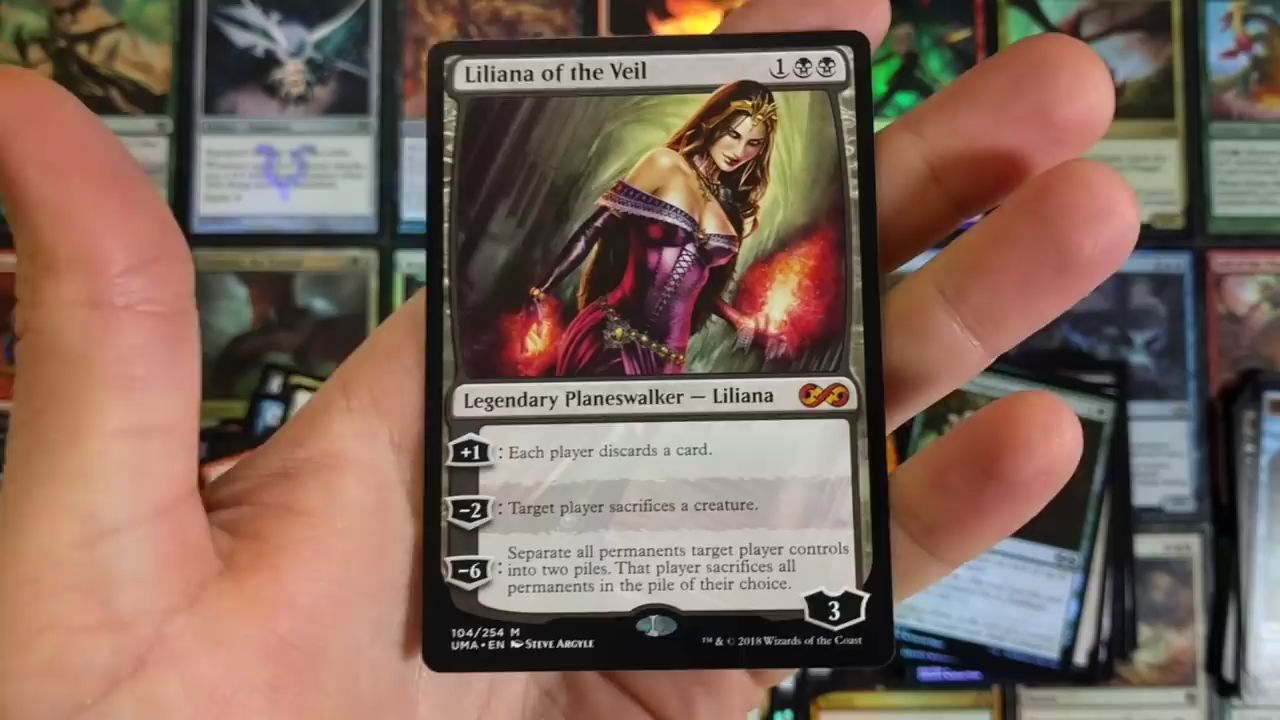 Liliana of the Veil 1
Legendary Planeswalker — Liliana
+1 : Each player discards a card.
−2 : Target player sacrifices a creature.
Separate all permanents target player controls
−6 : into two piles. That player sacrifices all
permanents in the pile of their choice.
3
104/254 M
UMA • EN Steve Argyle
™ & © 2018 Wizards of the Coast